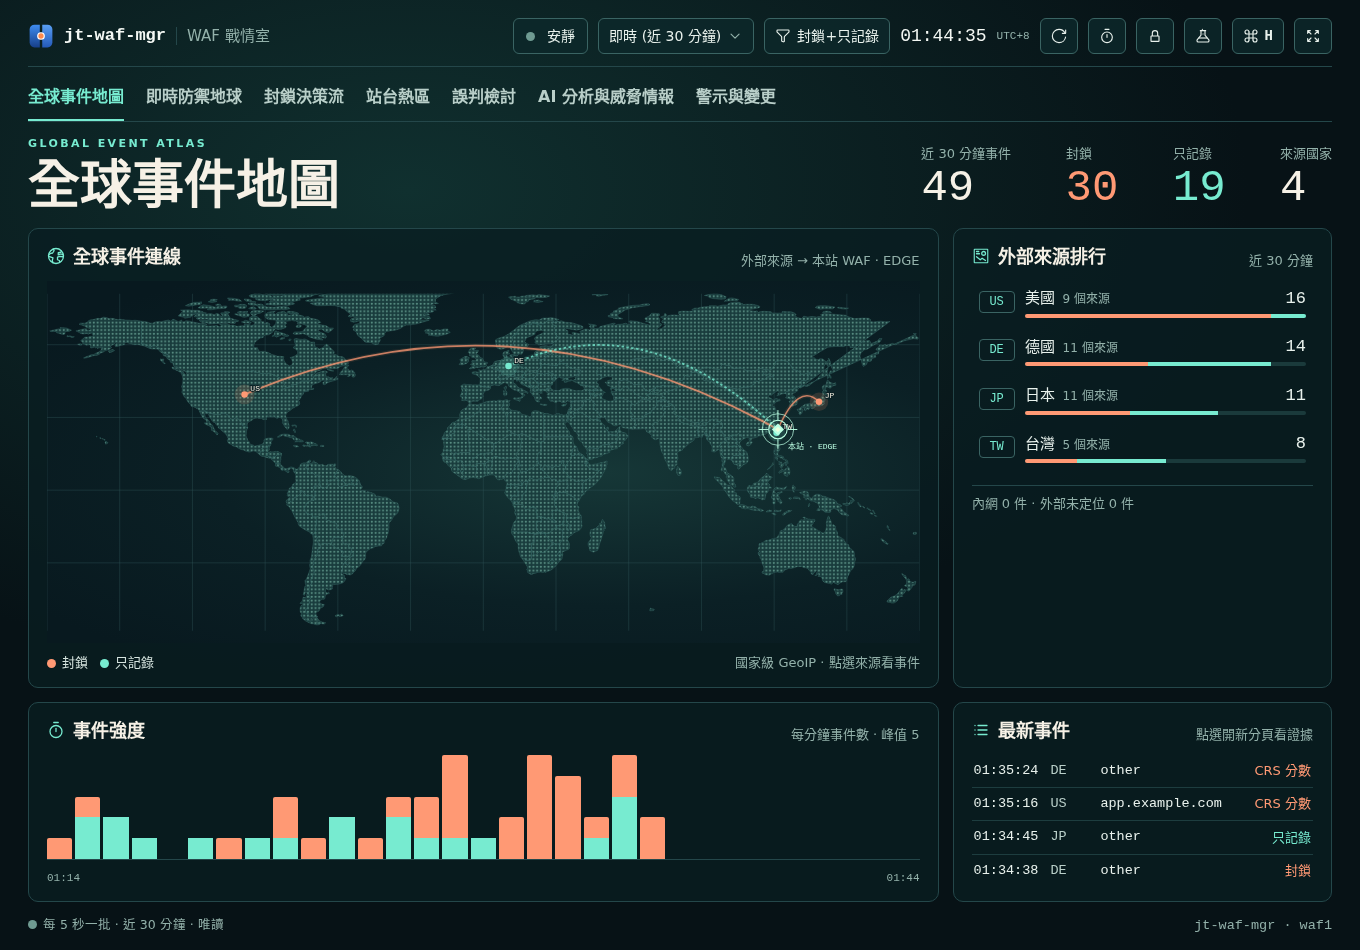 jt-waf-mgr WAF 戰情室 安靜 即時 (近 30 分鐘) 封鎖+只記錄 01:44:35 UTC+8 ⌘ H
全球事件地圖 即時防禦地球 封鎖決策流 站台熱區 誤判檢討 AI 分析與威脅情報 警示與變更
GLOBAL EVENT ATLAS
全球事件地圖
近 30 分鐘事件 封鎖 只記錄 來源國家
49 30 19 4
全球事件連線 外部來源 → 本站 WAF · EDGE
US
DE
JP
本站 · EDGE
封鎖 只記錄 國家級 GeoIP · 點選來源看事件
外部來源排行 近 30 分鐘
US 美國 9 個來源 16
DE 德國 11 個來源 14
JP 日本 11 個來源 11
TW 台灣 5 個來源 8
內網 0 件 · 外部未定位 0 件
事件強度 每分鐘事件數 · 峰值 5
01:14 01:44
最新事件 點選開新分頁看證據
01:35:24 DE other CRS 分數
01:35:16 US app.example.com CRS 分數
01:34:45 JP other 只記錄
01:34:38 DE other 封鎖
每 5 秒一批 · 近 30 分鐘 · 唯讀 jt-waf-mgr · waf1